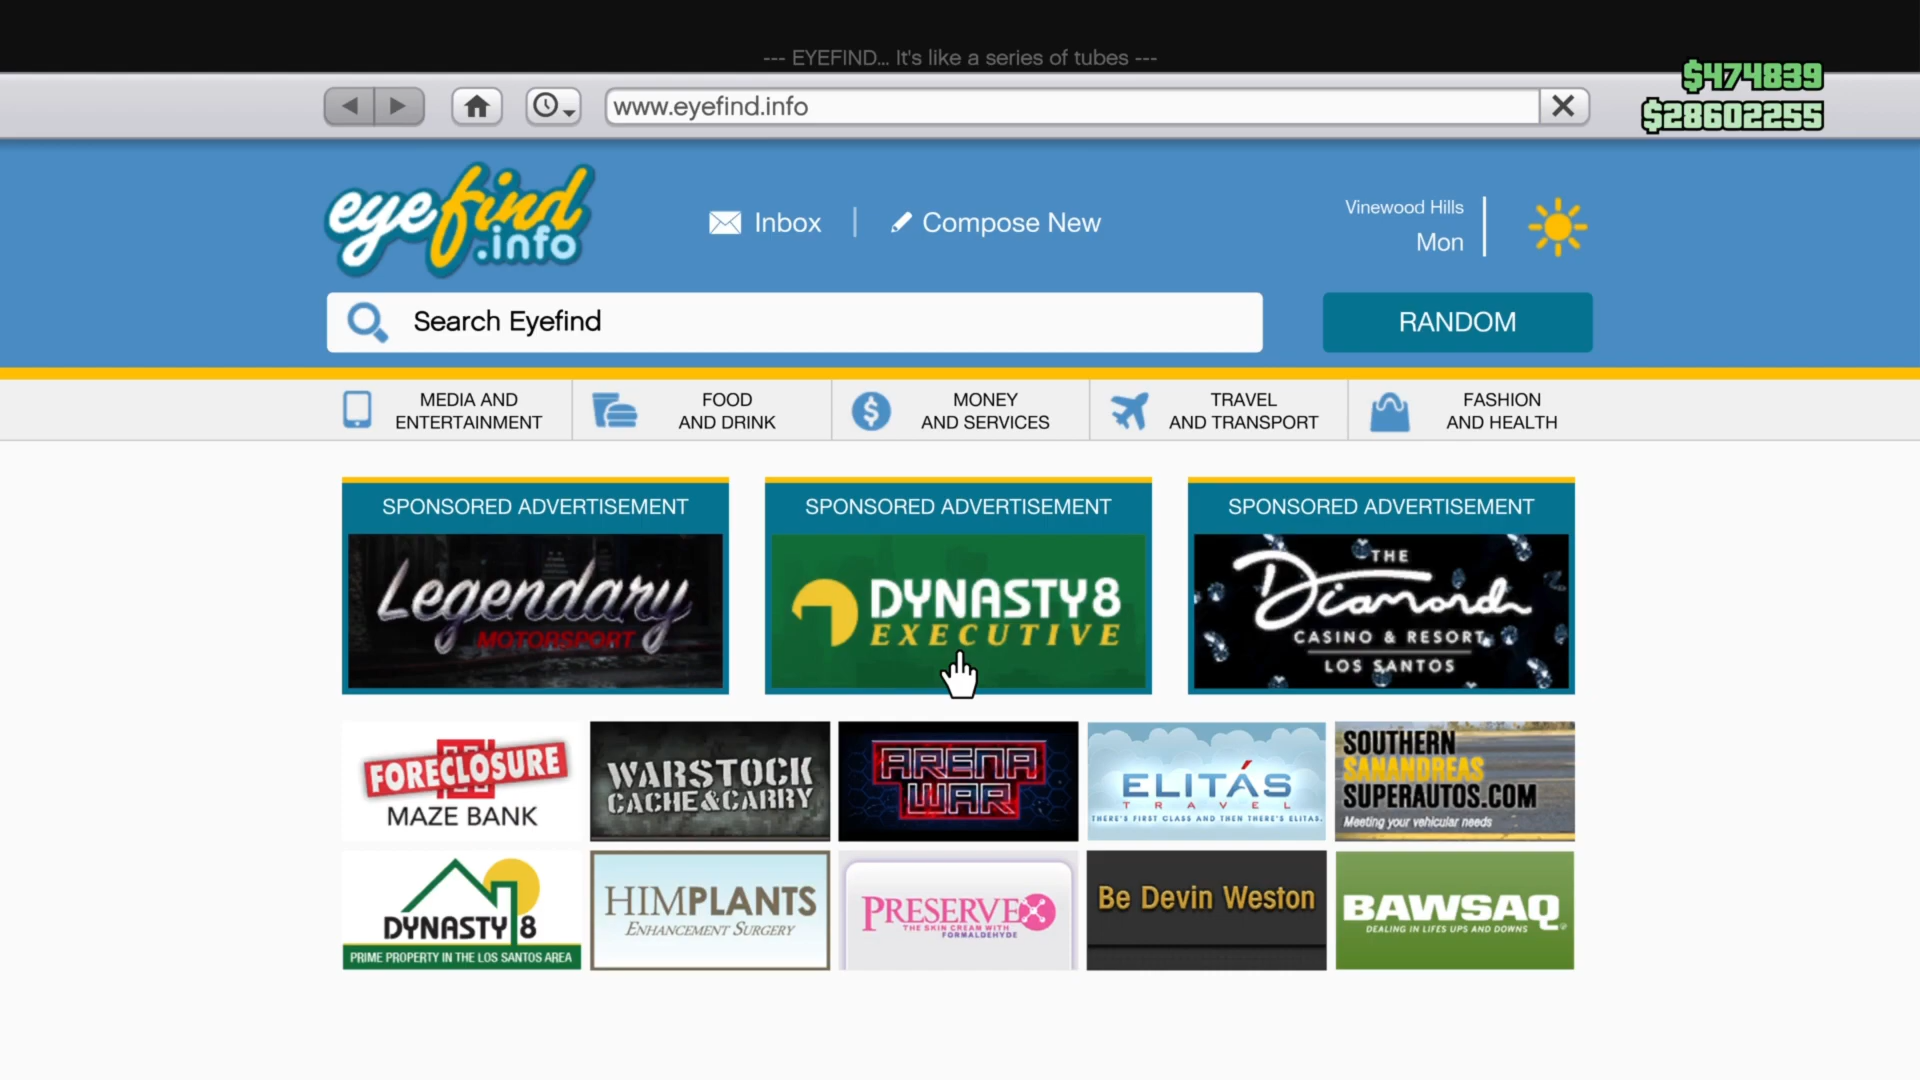 --- EYEFIND... It's like a series of tubes ---
www.eyefind.info
$474839
$28602255
eyefind
.info
Inbox
Compose New
Vinewood Hills
Mon
Search Eyefind
RANDOM
MEDIA AND
ENTERTAINMENT
FOOD
AND DRINK
MONEY
AND SERVICES
TRAVEL
AND TRANSPORT
FASHION
AND HEALTH
SPONSORED ADVERTISEMENT
Legendary
MOTORSPORT
SPONSORED ADVERTISEMENT
DYNASTY8
EXECUTIVE
SPONSORED ADVERTISEMENT
THE
Diamond
CASINO & RESORT
LOS SANTOS
FORECLOSURE
MAZE BANK
WARSTOCK
CACHE&CARRY
ARENA
WAR
ELITÁS
TRAVEL
THERE'S FIRST CLASS AND THEN THERE'S ELITAS.
SOUTHERN
SANANDREAS
SUPERAUTOS.COM
Meeting your vehicular needs
DYNASTY 8
PRIME PROPERTY IN THE LOS SANTOS AREA
HIMPLANTS
ENHANCEMENT SURGERY
PRESERVEX
THE SKIN CREAM WITH
FORMALDEHYDE
Be Devin Weston
BAWSAQ
DEALING IN LIFES UPS AND DOWNS